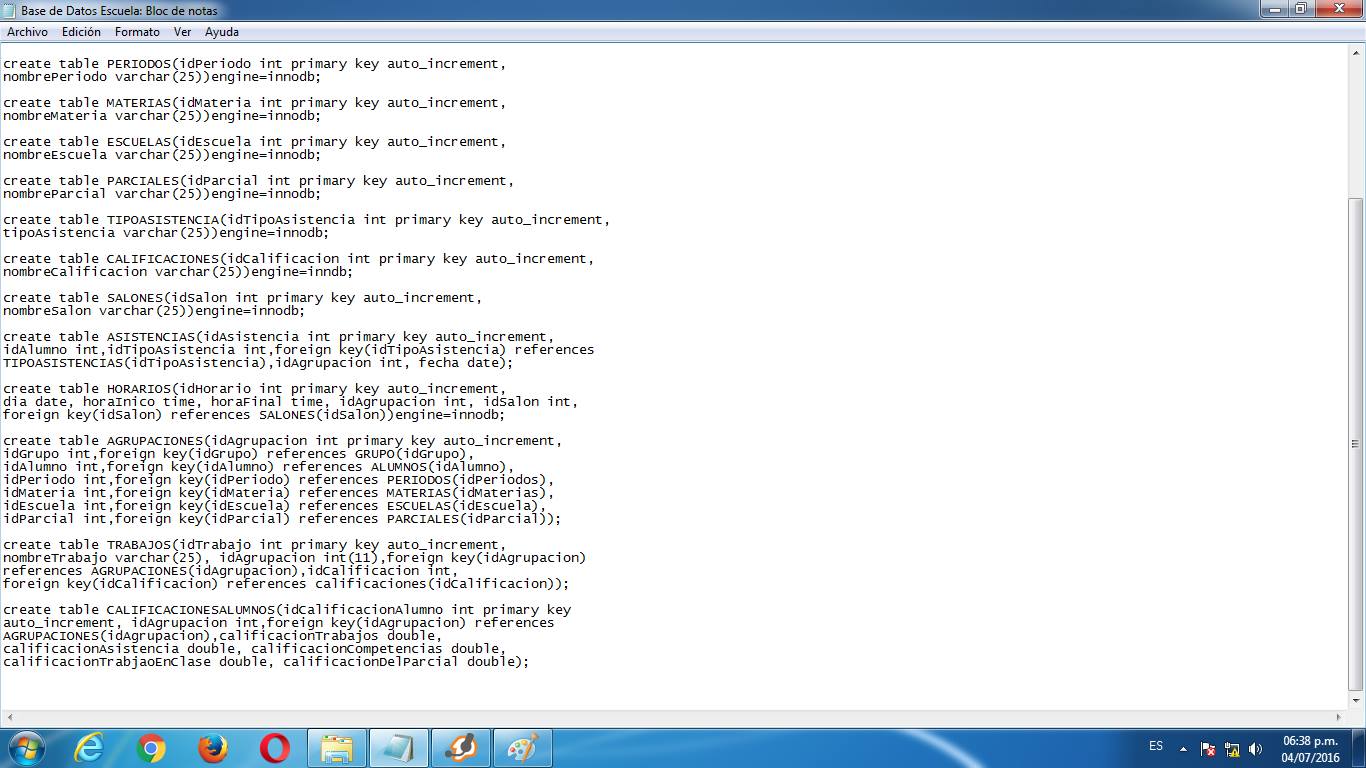 Base de Datos Escuela: Bloc de notas
Archivo Edición Formato Ver Ayuda
create table PERIODOS(idPeriodo int primary key auto_increment,
nombrePeriodo varchar(25))engine=innodb;
create table MATERIAS(idMateria int primary key auto_increment,
nombreMateria varchar(25))engine=innodb;
create table ESCUELAS(idEscuela int primary key auto_increment,
nombreEscuela varchar(25))engine=innodb;
create table PARCIALES(idParcial int primary key auto_increment,
nombreParcial varchar(25))engine=innodb;
create table TIPOASISTENCIA(idTipoAsistencia int primary key auto_increment,
tipoAsistencia varchar(25))engine=innodb;
create table CALIFICACIONES(idCalificacion int primary key auto_increment,
nombreCalificacion varchar(25))engine=inndb;
create table SALONES(idSalon int primary key auto_increment,
nombreSalon varchar(25))engine=innodb;
create table ASISTENCIAS(idAsistencia int primary key auto_increment,
idAlumno int,idTipoAsistencia int,foreign key(idTipoAsistencia) references
TIPOASISTENCIAS(idTipoAsistencia),idAgrupacion int, fecha date);
create table HORARIOS(idHorario int primary key auto_increment,
dia date, horaInico time, horaFinal time, idAgrupacion int, idSalon int,
foreign key(idSalon) references SALONES(idSalon))engine=innodb;
create table AGRUPACIONES(idAgrupacion int primary key auto_increment,
idGrupo int,foreign key(idGrupo) references GRUPO(idGrupo),
idAlumno int,foreign key(idAlumno) references ALUMNOS(idAlumno),
idPeriodo int,foreign key(idPeriodo) references PERIODOS(idPeriodos),
idMateria int,foreign key(idMateria) references MATERIAS(idMaterias),
idEscuela int,foreign key(idEscuela) references ESCUELAS(idEscuela),
idParcial int,foreign key(idParcial) references PARCIALES(idParcial));
create table TRABAJOS(idTrabajo int primary key auto_increment,
nombreTrabajo varchar(25), idAgrupacion int(11),foreign key(idAgrupacion)
references AGRUPACIONES(idAgrupacion),idCalificacion int,
foreign key(idCalificacion) references calificaciones(idCalificacion));
create table CALIFICACIONESALUMNOS(idCalificacionAlumno int primary key
auto_increment, idAgrupacion int,foreign key(idAgrupacion) references
AGRUPACIONES(idAgrupacion),calificacionTrabajos double,
calificacionAsistencia double, calificacionCompetencias double,
calificacionTrabjaoEnClase double, calificacionDelParcial double);
ES
06:38 p.m.
04/07/2016